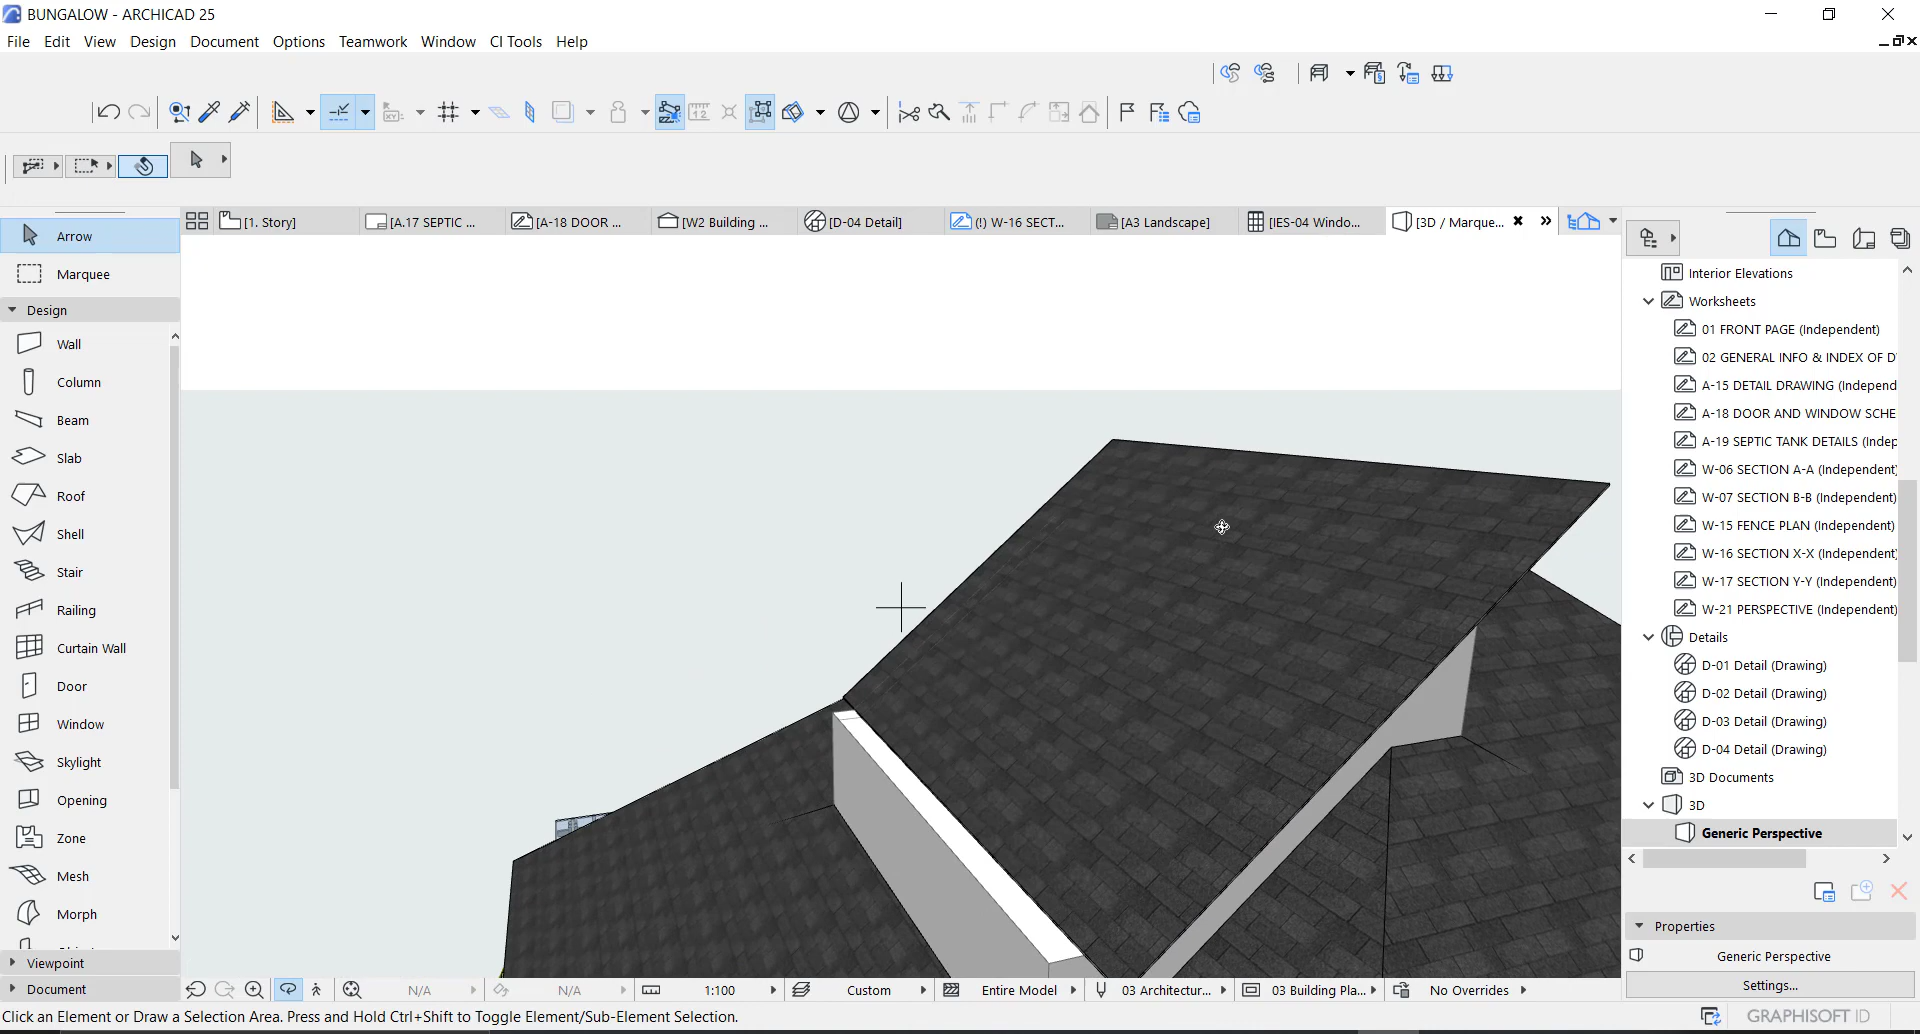 BUNGALOW - ARCHICAD 25
File Edit View Design Document Options Teamwork Window CI Tools Help
[1. Story] [A.17 SEPTIC ... [A-18 DOOR ... [W2 Building ... [D-04 Detail] (!) W-16 SECT... [A3 Landscape] [IES-04 Windo... [3D / Marque...
Arrow
Marquee
Design
Wall
Column
Beam
Slab
Roof
Shell
Stair
Railing
Curtain Wall
Door
Window
Skylight
Opening
Zone
Mesh
Morph
Viewpoint
Document
Interior Elevations
Worksheets
01 FRONT PAGE (Independent)
02 GENERAL INFO & INDEX OF D
A-15 DETAIL DRAWING (Independ
A-18 DOOR AND WINDOW SCHE
A-19 SEPTIC TANK DETAILS (Indep
W-06 SECTION A-A (Independent)
W-07 SECTION B-B (Independent)
W-15 FENCE PLAN (Independent)
W-16 SECTION X-X (Independent)
W-17 SECTION Y-Y (Independent)
W-21 PERSPECTIVE (Independent)
Details
D-01 Detail (Drawing)
D-02 Detail (Drawing)
D-03 Detail (Drawing)
D-04 Detail (Drawing)
3D Documents
3D
Generic Perspective
Properties
Generic Perspective
Settings...
N/A N/A 1:100 Custom Entire Model 03 Architectur... 03 Building Pla... No Overrides
Click an Element or Draw a Selection Area. Press and Hold Ctrl+Shift to Toggle Element/Sub-Element Selection.
GRAPHISOFT ID